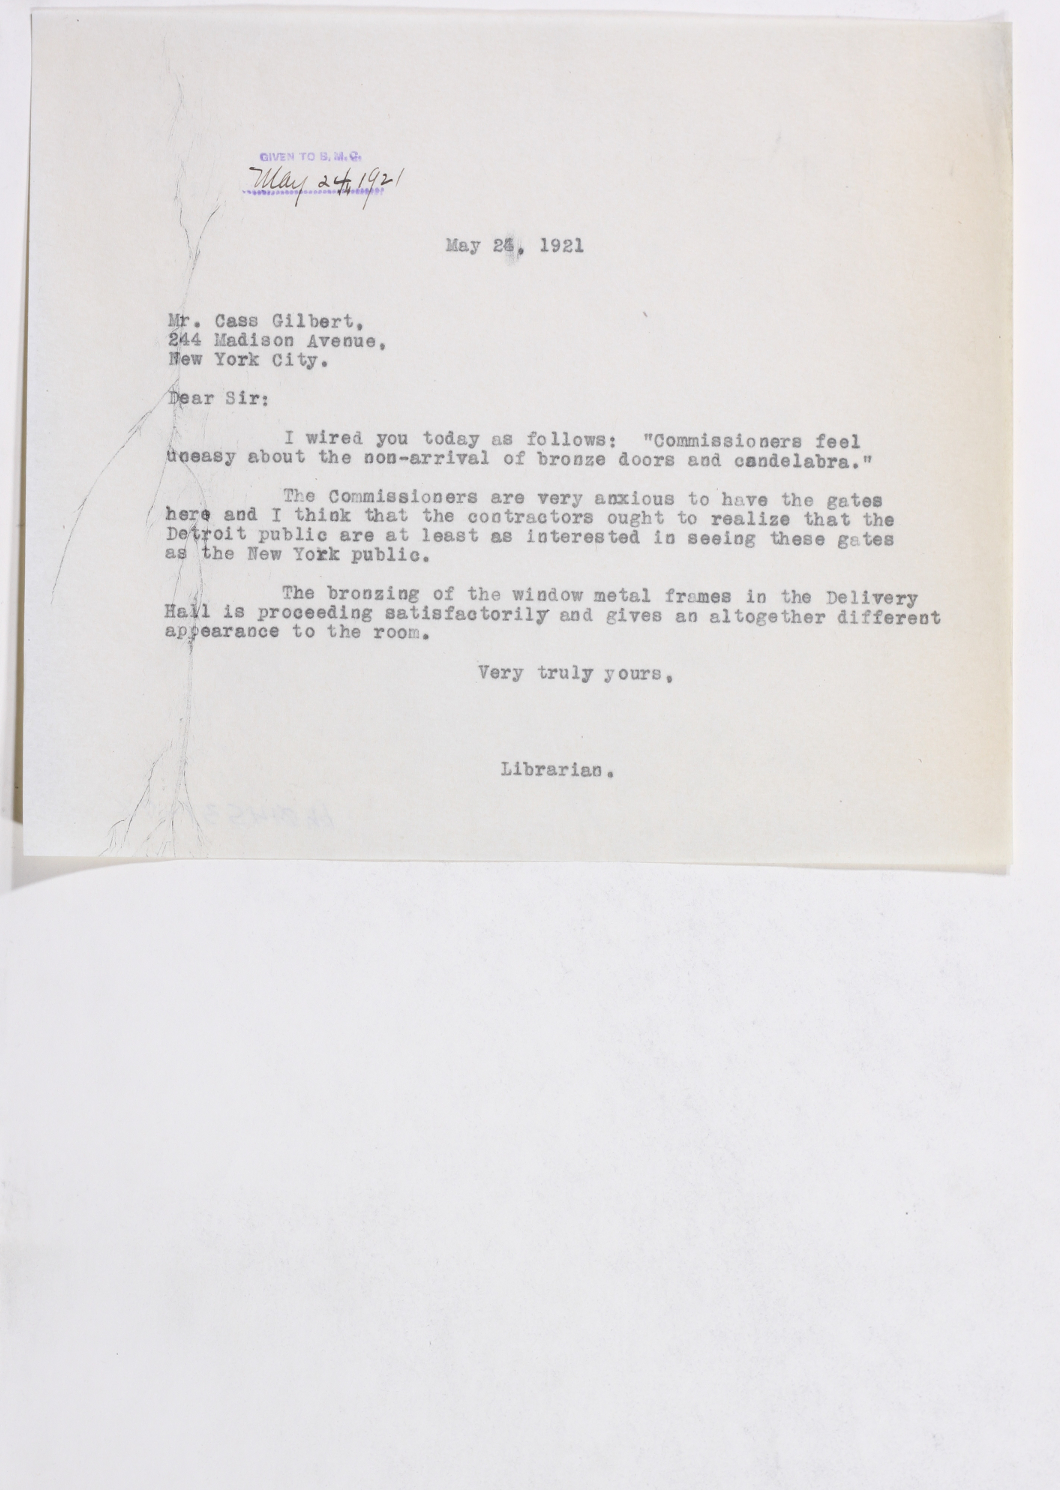 GIVEN TO S.M.C.
May 24, 1921
May 24, 1921
Mr. Cass Gilbert,
244 Madison Avenue,
New York City.
Dear Sir:
I wired you today as follows: "Commissioners feel
uneasy about the non-arrival of bronze doors and candelabra."
The Commissioners are very anxious to have the gates
here and I think that the contractors ought to realize that the
Detroit public are at least as interested in seeing these gates
as the New York public.
The bronzing of the window metal frames in the Delivery
Hall is proceeding satisfactorily and gives an altogether different
appearance to the room.
Very truly yours,
Librarian.